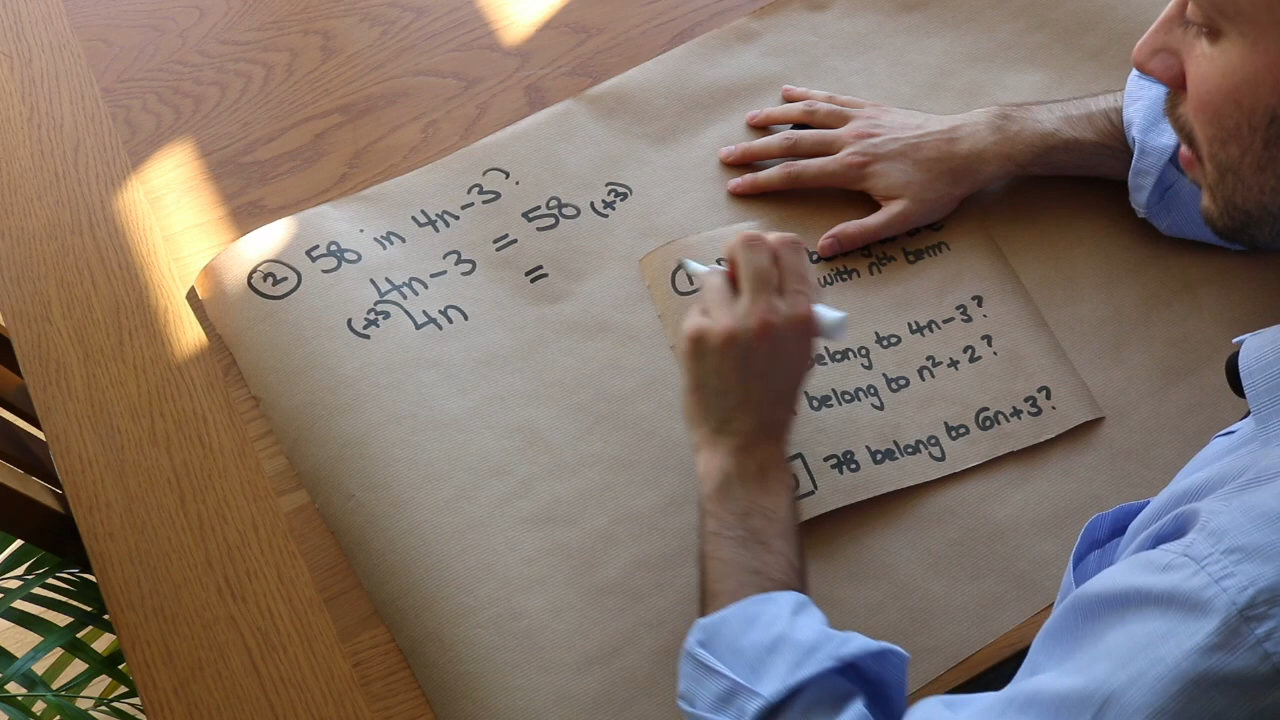 ② 58 in 4n-3?
4n-3 = 58 (+3)
(+3) 4n =
①
with nth term
belong to 4n-3?
belong to n²+2?
78 belong to 6n+3?